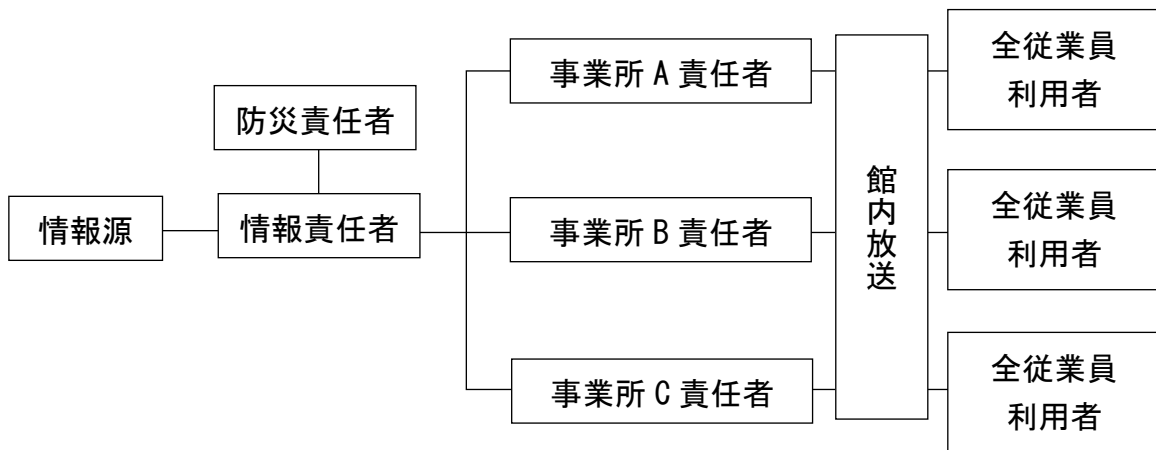 防災責任者
情報源
情報責任者
事業所 A 責任者
事業所 B 責任者
事業所 C 責任者
館内放送
全従業員
利用者
全従業員
利用者
全従業員
利用者